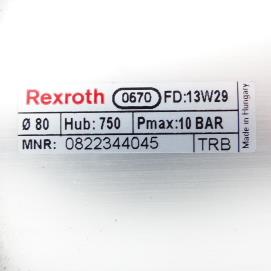 Rexroth 0670 FD:13W29
Ø 80 Hub: 750 Pmax:10 BAR
MNR: 0822344045 TRB
Made in Hungary